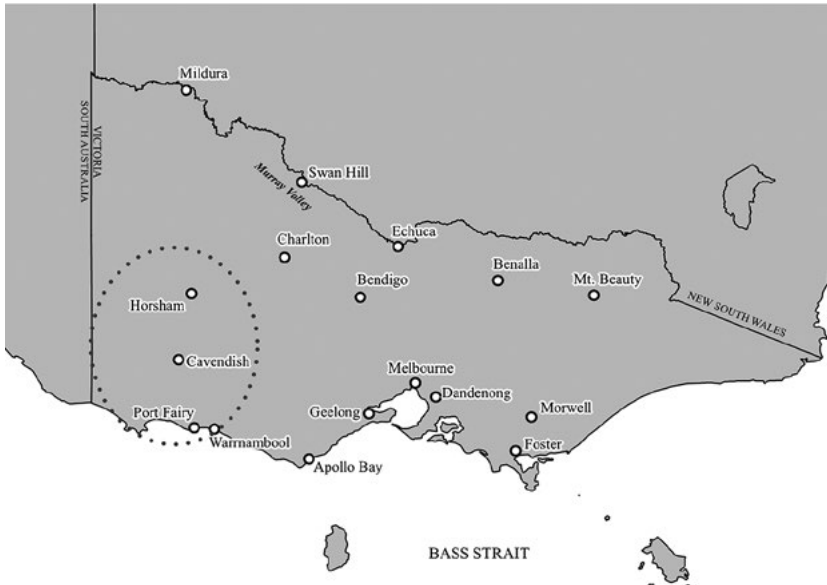 Mildura
VICTORIA
SOUTH AUSTRALIA
Swan Hill
Murray Valley
Echuca
Charlton
Benalla
Bendigo
Mt. Beauty
Horsham
NEW SOUTH WALES
Cavendish
Melbourne
Dandenong
Port Fairy
Geelong
Morwell
Warrnambool
Foster
Apollo Bay
BASS STRAIT